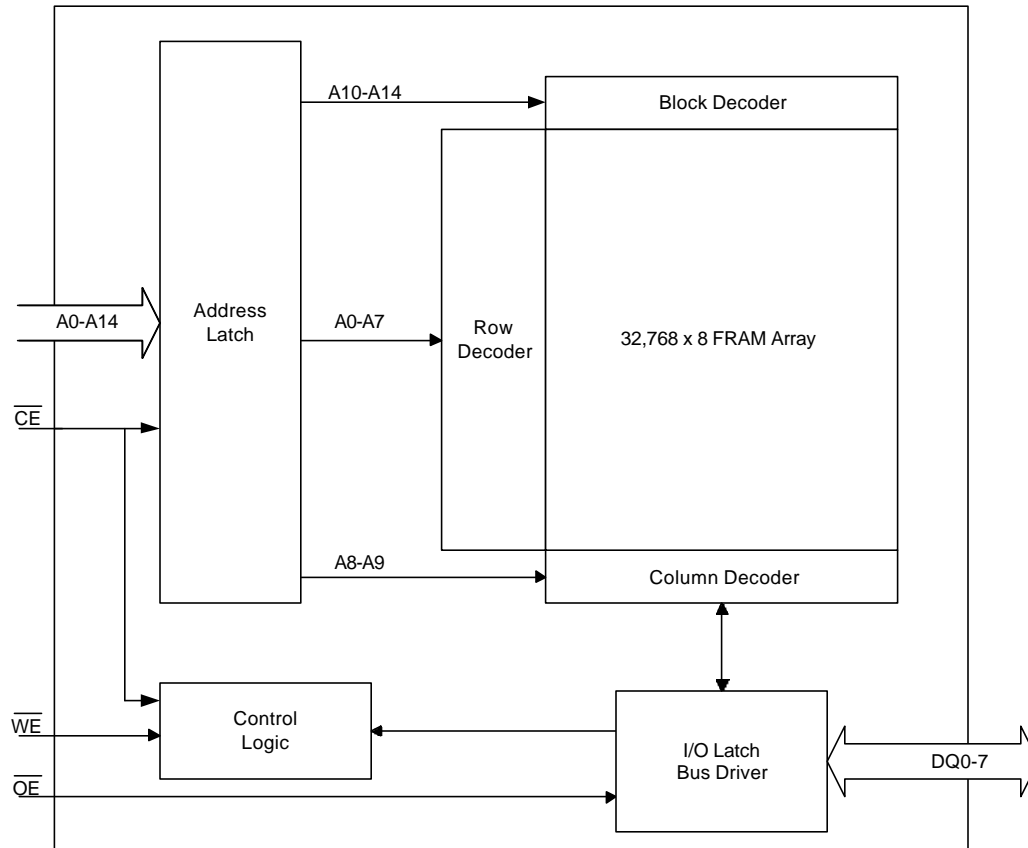 A10-A14
Block Decoder
A0-A14
Address
Latch
A0-A7
Row
Decoder
32,768 x 8 FRAM Array
CE
A8-A9
Column Decoder
WE
Control
Logic
I/O Latch
Bus Driver
DQ0-7
OE